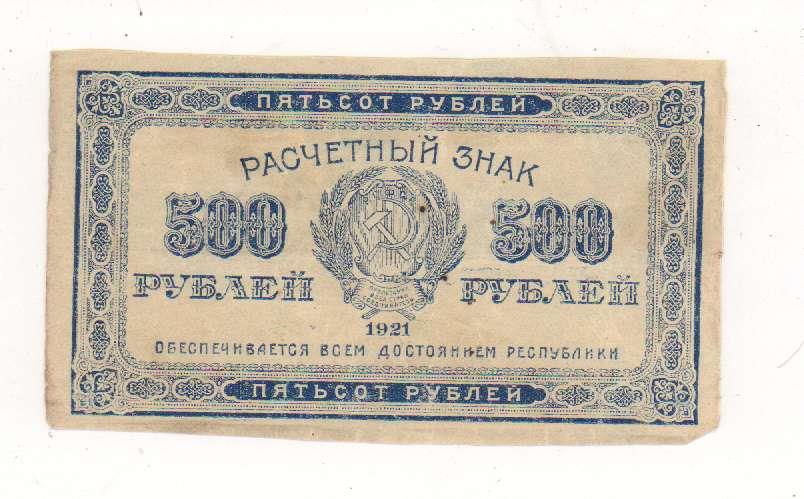 ПЯТЬСОТ РУБЛЕЙ
РАСЧЕТНЫЙ ЗНАК
500 500
РУБЛЕЙ РУБЛЕЙ
1921
ОБЕСПЕЧИВАЕТСЯ ВСЕМ ДОСТОЯНИЕМ РЕСПУБЛИКИ
ПЯТЬСОТ РУБЛЕЙ